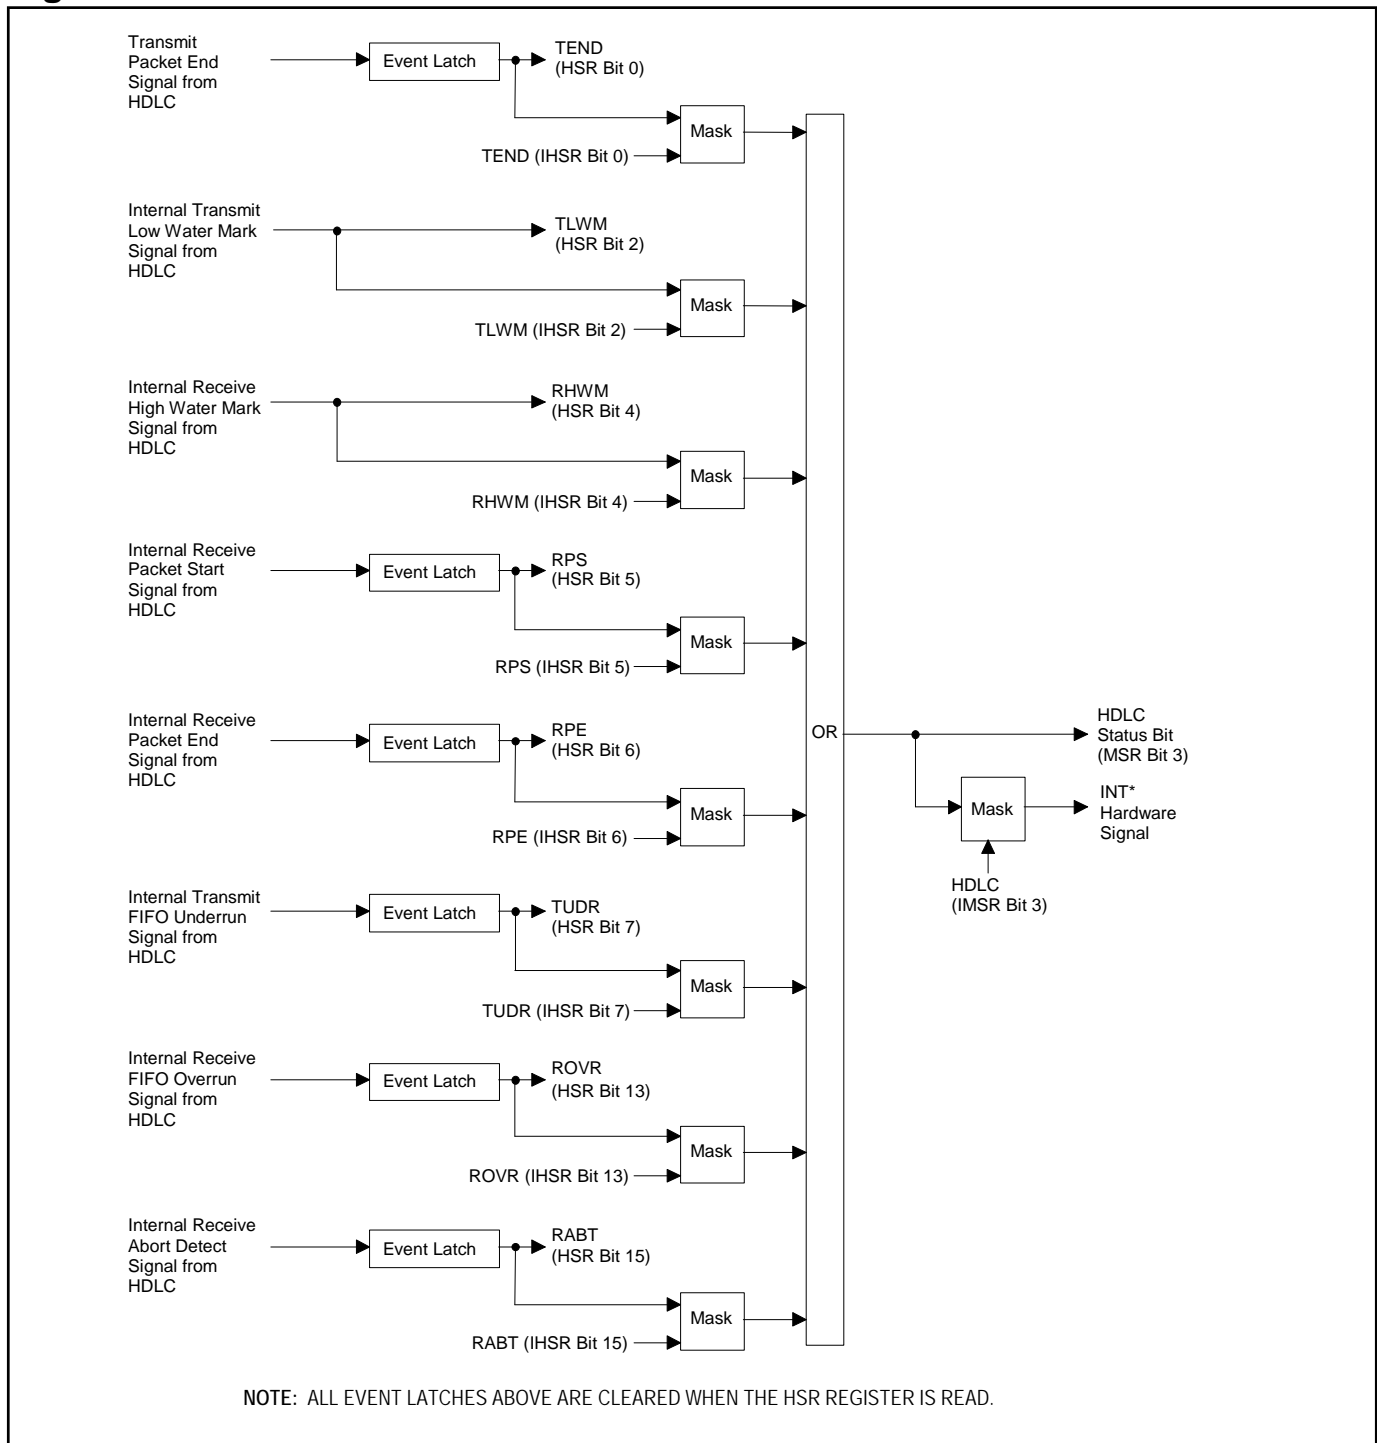 Transmit
Packet End
Signal from
HDLC
Event Latch
TEND
(HSR Bit 0)
Mask
TEND (IHSR Bit 0)
Internal Transmit
Low Water Mark
Signal from
HDLC
TLWM
(HSR Bit 2)
Mask
TLWM (IHSR Bit 2)
Internal Receive
High Water Mark
Signal from
HDLC
RHWM
(HSR Bit 4)
Mask
RHWM (IHSR Bit 4)
Internal Receive
Packet Start
Signal from
HDLC
Event Latch
RPS
(HSR Bit 5)
Mask
RPS (IHSR Bit 5)
Internal Receive
Packet End
Signal from
HDLC
Event Latch
RPE
(HSR Bit 6)
Mask
RPE (IHSR Bit 6)
OR
HDLC
Status Bit
(MSR Bit 3)
Mask
INT*
Hardware
Signal
HDLC
(IMSR Bit 3)
Internal Transmit
FIFO Underrun
Signal from
HDLC
Event Latch
TUDR
(HSR Bit 7)
Mask
TUDR (IHSR Bit 7)
Internal Receive
FIFO Overrun
Signal from
HDLC
Event Latch
ROVR
(HSR Bit 13)
Mask
ROVR (IHSR Bit 13)
Internal Receive
Abort Detect
Signal from
HDLC
Event Latch
RABT
(HSR Bit 15)
Mask
RABT (IHSR Bit 15)
NOTE: ALL EVENT LATCHES ABOVE ARE CLEARED WHEN THE HSR REGISTER IS READ.